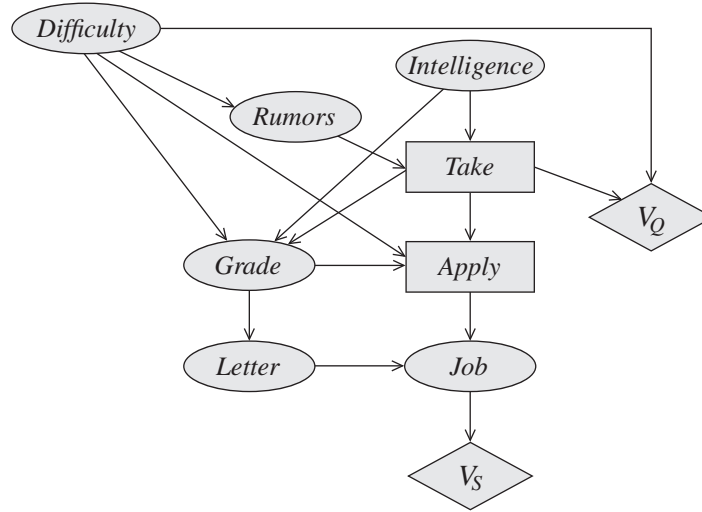 Difficulty
Intelligence
Rumors
Take
V_Q
Grade
Apply
Letter
Job
V_S